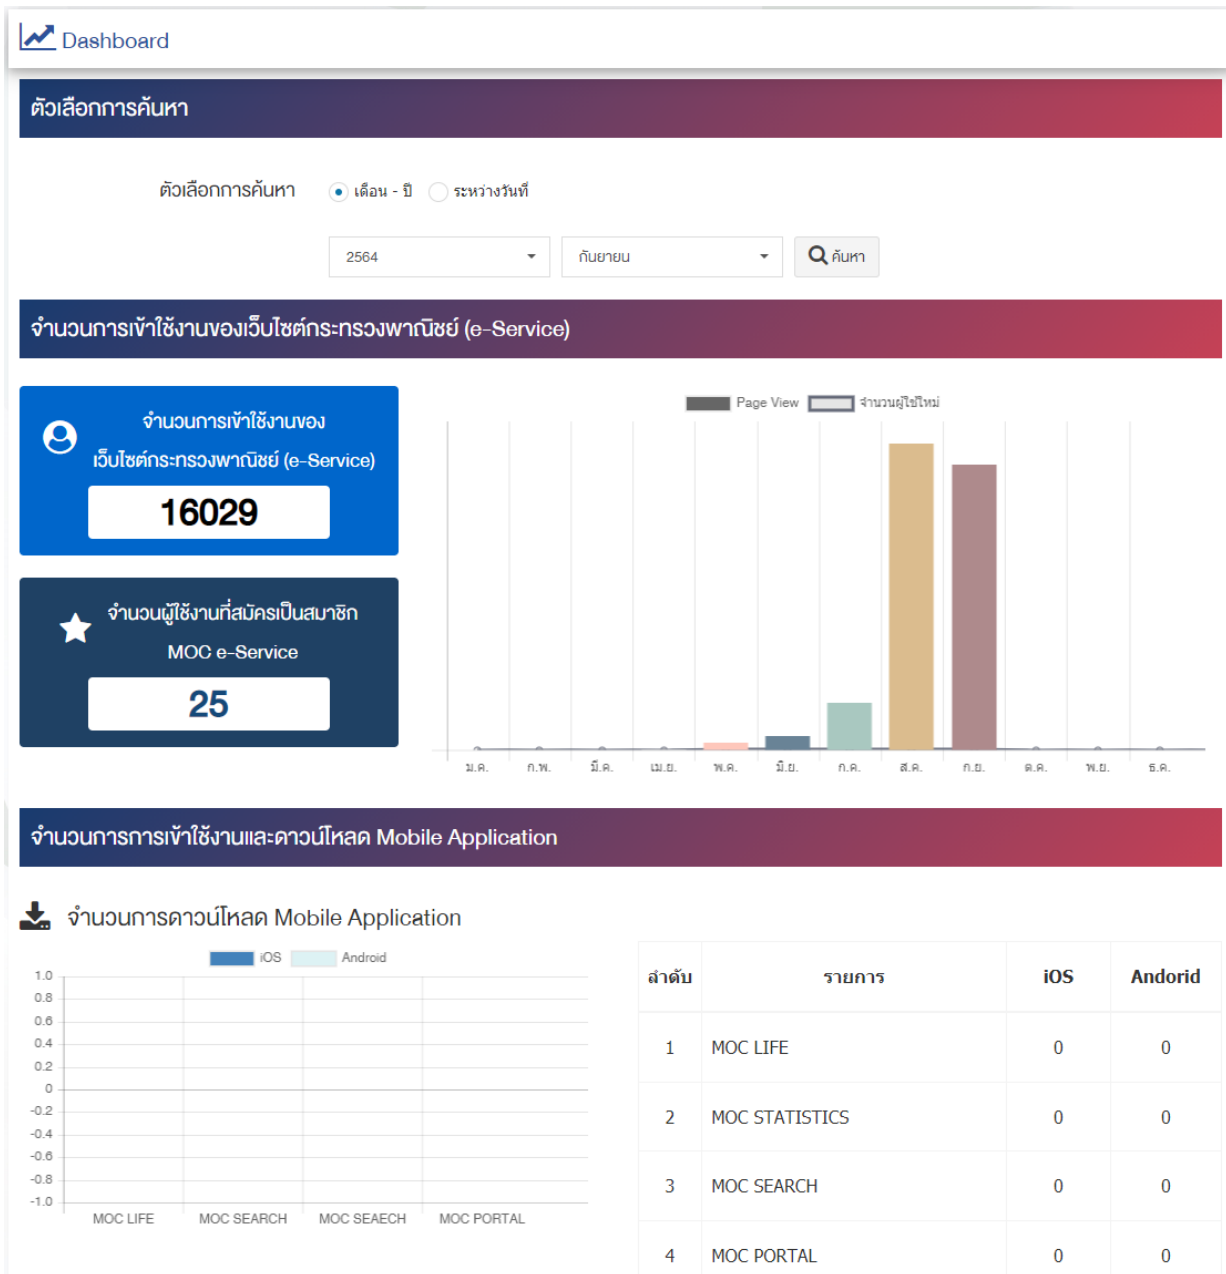 Dashboard
ตัวเลือกการค้นหา
ตัวเลือกการค้นหา เดือน - ปี ระหว่างวันที่
2564 กันยายน ค้นหา
จำนวนการเข้าใช้งานของเว็บไซต์กระทรวงพาณิชย์ (e-Service)
จำนวนการเข้าใช้งานของ
เว็บไซต์กระทรวงพาณิชย์ (e-Service)
16029
จำนวนผู้ใช้งานที่สมัครเป็นสมาชิก
MOC e-Service
25
Page View จำนวนผู้ใช้ใหม่
ม.ค. ก.พ. มี.ค. เม.ย. พ.ค. มิ.ย. ก.ค. ส.ค. ก.ย. ต.ค. พ.ย. ธ.ค.
จำนวนการการเข้าใช้งานและดาวน์โหลด Mobile Application
จำนวนการดาวน์โหลด Mobile Application
iOS Android
1.0
0.8
0.6
0.4
0.2
0
-0.2
-0.4
-0.6
-0.8
-1.0
MOC LIFE MOC SEARCH MOC SEAECH MOC PORTAL
ลำดับ รายการ iOS Andorid
1 MOC LIFE 0 0
2 MOC STATISTICS 0 0
3 MOC SEARCH 0 0
4 MOC PORTAL 0 0